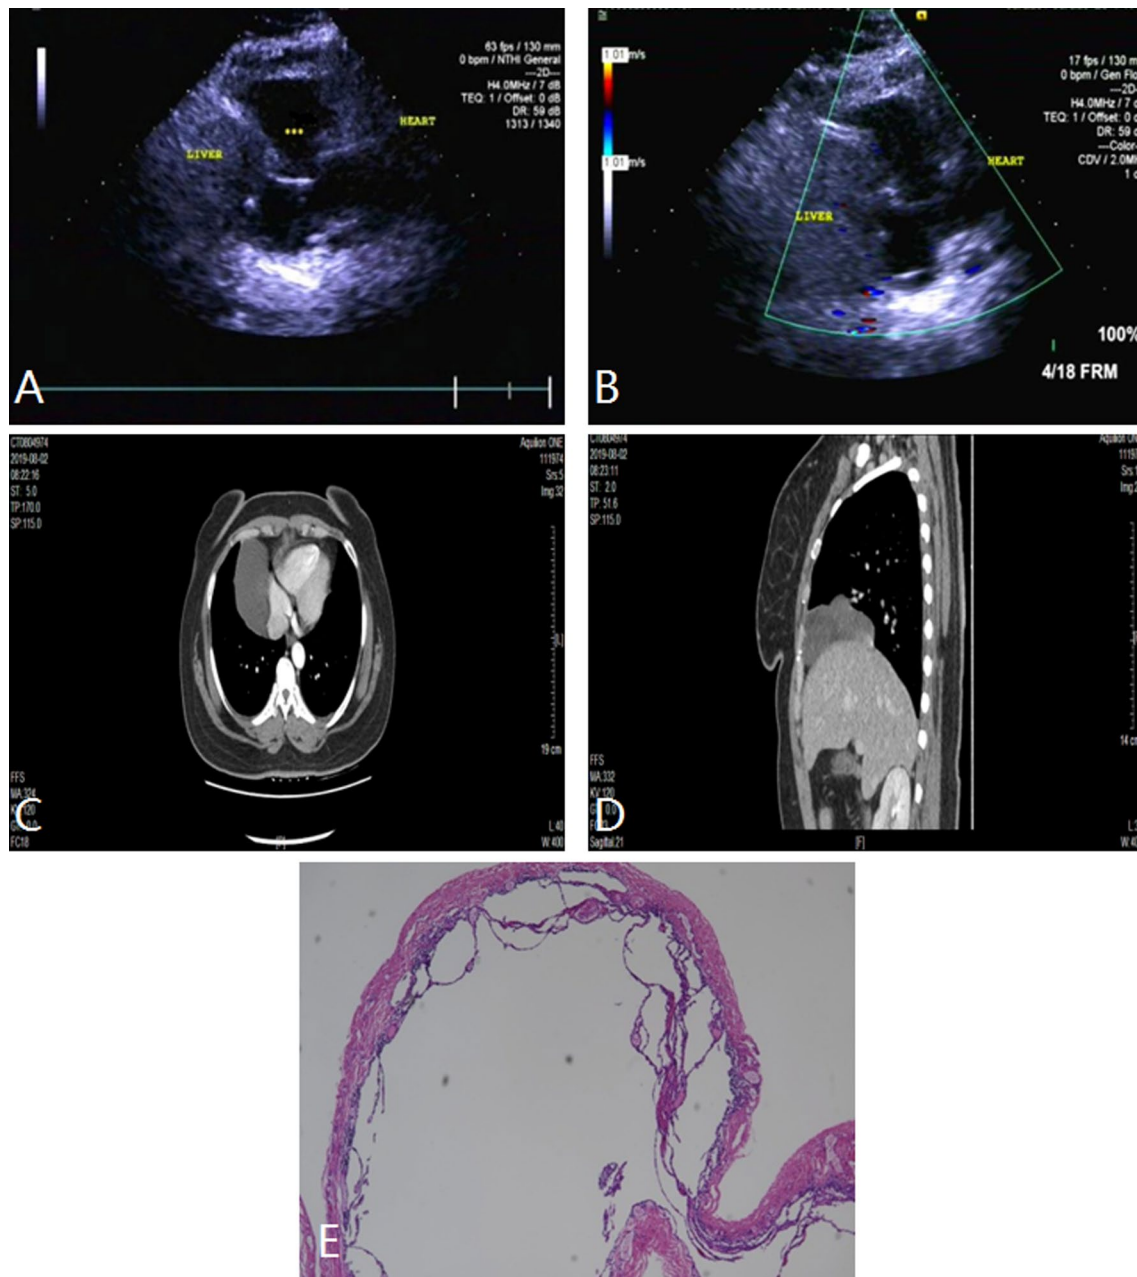 63 fps / 130 mm
0 bpm / NTHI General
---2D---
H4.0MHz / 7 dB
TEQ: 1 / Offset: 0 dB
DR: 59 dB
1313 / 1340
HEART
LIVER
A
1.01 m/s
1.01 m/s
17 fps / 130 m
0 bpm / Gen Flo
---2D--
H4.0MHz / 7 d
TEQ: 1 / Offset: 0 d
DR: 59 d
---Color-
CDV / 2.0M
1
HEART
LIVER
100%
4/18 FRM
B
CT0804974
2019-08-02
08:22:16
ST: 5.0
TP:170.0
SP:115.0
Aquilion ONE
111974
Srs:5
Img:32
[L]
19 cm
FFS
MA:324
FC18
[P]
L:40
W:400
C
CT0804974
2019-08-02
08:23:11
ST: 2.0
TP: 51.6
SP:115.0
Aquilion
11197
14 c
FFS
MA:332
KV:120
Sagital.21
[F]
D
E